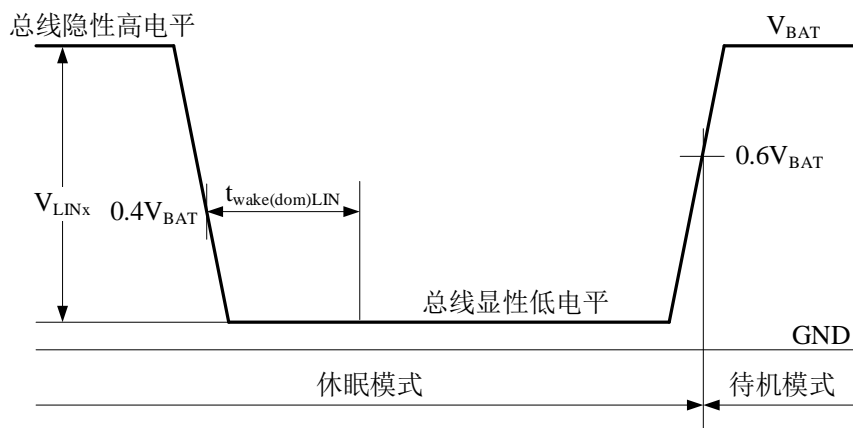 总线隐性高电平
V_BAT
0.6V_BAT
V_LINx
0.4V_BAT
t_wake(dom)LIN
总线显性低电平
GND
休眠模式
待机模式